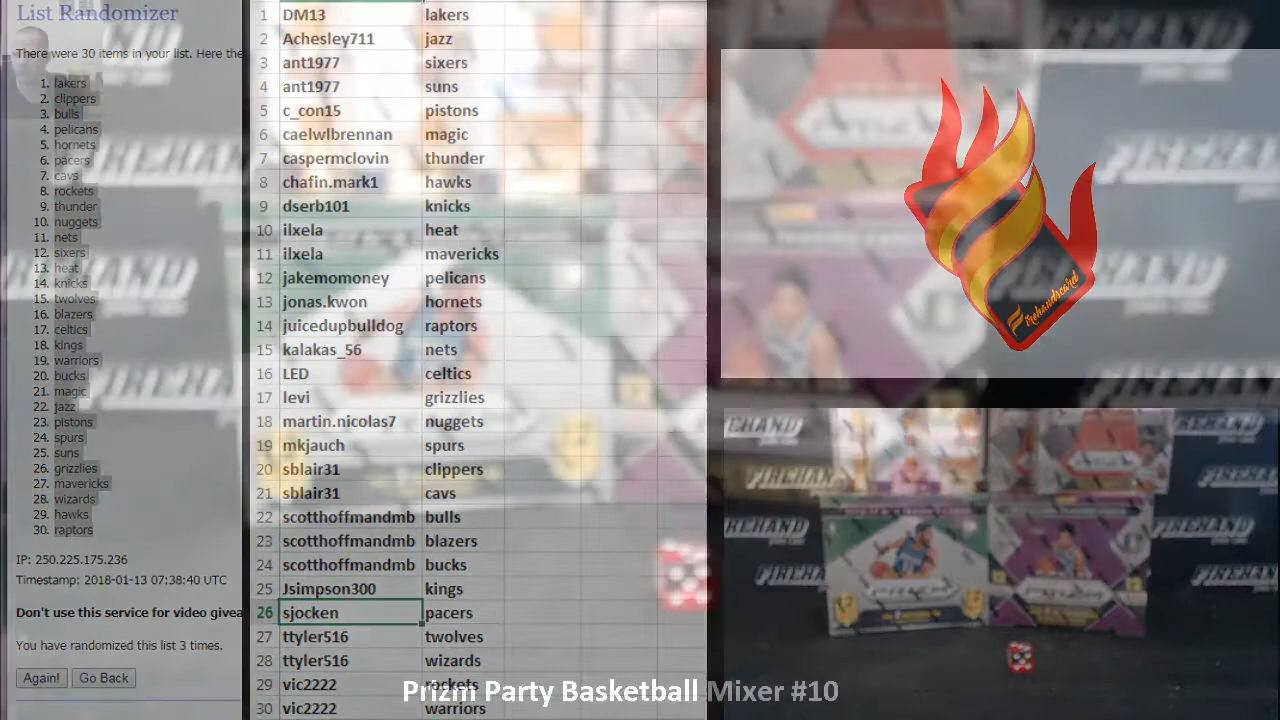 List Randomizer
There were 30 items in your list. Here the
1. lakers
2. clippers
3. bulls
4. pelicans
5. hornets
6. pacers
7. cavs
8. rockets
9. thunder
10. nuggets
11. nets
12. sixers
13. heat
14. knicks
15. twolves
16. blazers
17. celtics
18. kings
19. warriors
20. bucks
21. magic
22. jazz
23. pistons
24. spurs
25. suns
26. grizzlies
27. mavericks
28. wizards
29. hawks
30. raptors
IP: 250.225.175.236
Timestamp: 2018-01-13 07:38:40 UTC
Don't use this service for video givea
You have randomized this list 3 times.
Again! Go Back
1 DM13 lakers
2 Achesley711 jazz
3 ant1977 sixers
4 ant1977 suns
5 c_con15 pistons
6 caelwlbrennan magic
7 caspermclovin thunder
8 chafin.mark1 hawks
9 dserb101 knicks
10 ilxela heat
11 ilxela mavericks
12 jakemomoney pelicans
13 jonas.kwon hornets
14 juicedupbulldog raptors
15 kalakas_56 nets
16 LED celtics
17 levi grizzlies
18 martin.nicolas7 nuggets
19 mkjauch spurs
20 sblair31 clippers
21 sblair31 cavs
22 scotthoffmandmb bulls
23 scotthoffmandmb blazers
24 scotthoffmandmb bucks
25 Jsimpson300 kings
26 sjocken pacers
27 ttyler516 twolves
28 ttyler516 wizards
29 vic2222 rockets
30 vic2222 warriors
Firehandscard
FIREHAND
FIREHAND
FIREHAND
FIREHAND
PRIZM
PRIZM
Prizm Party Basketball Mixer #10